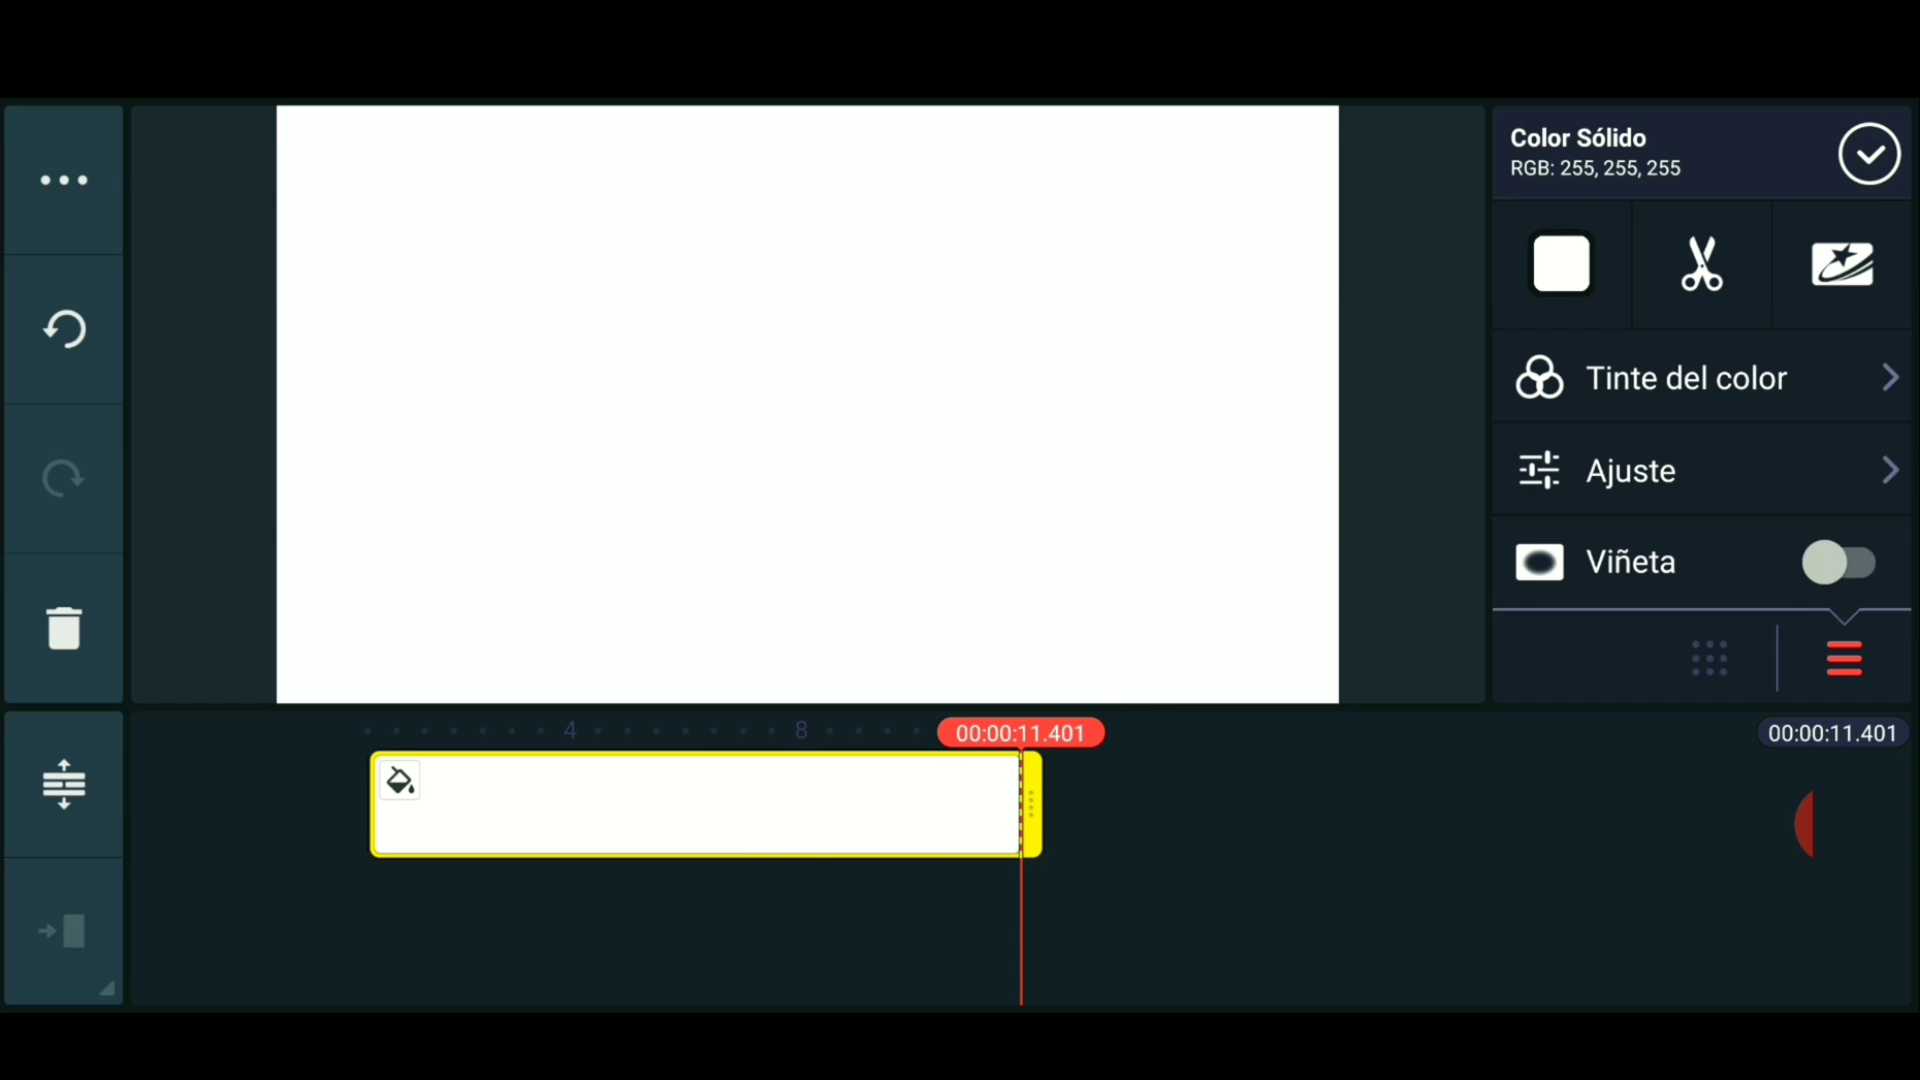 Color Sólido
RGB: 255, 255, 255
Tinte del color
Ajuste
Viñeta
4
8
00:00:11.401
00:00:11.401